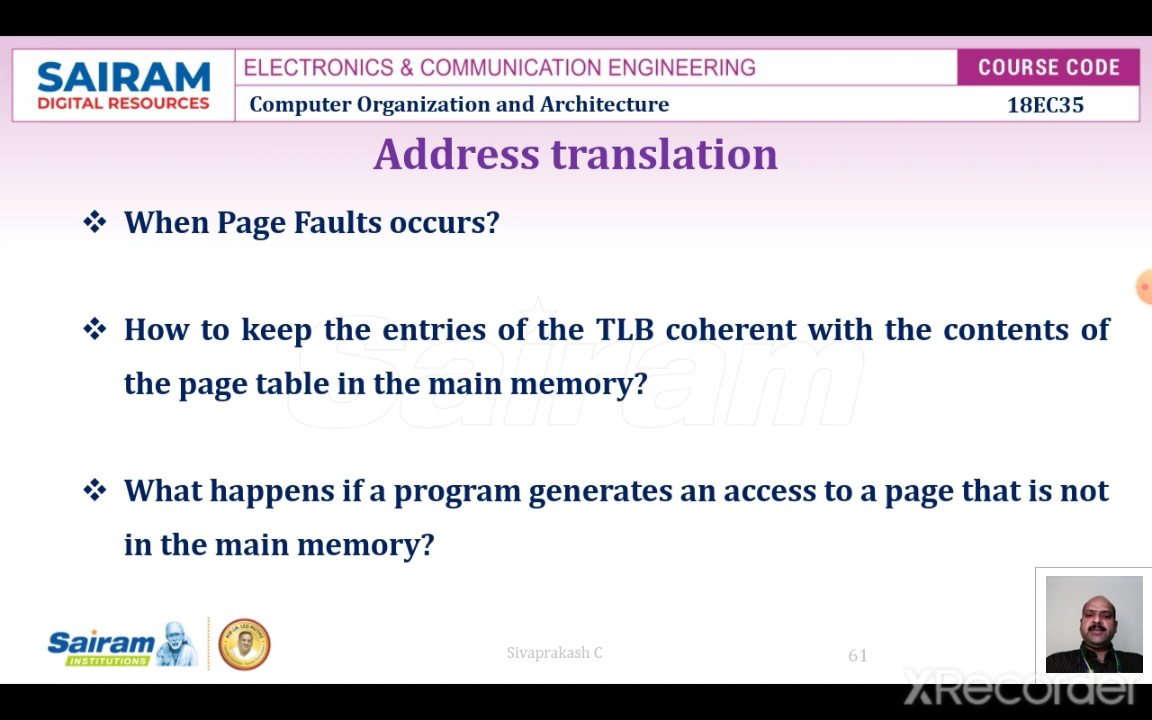 SAIRAM
DIGITAL RESOURCES
ELECTRONICS & COMMUNICATION ENGINEERING
COURSE CODE
Computer Organization and Architecture
18EC35
Address translation
When Page Faults occurs?
How to keep the entries of the TLB coherent with the contents of
the page table in the main memory?
What happens if a program generates an access to a page that is not
in the main memory?
Sairam
Sairam
INSTITUTIONS
Sivaprakash C
61
XRecorder